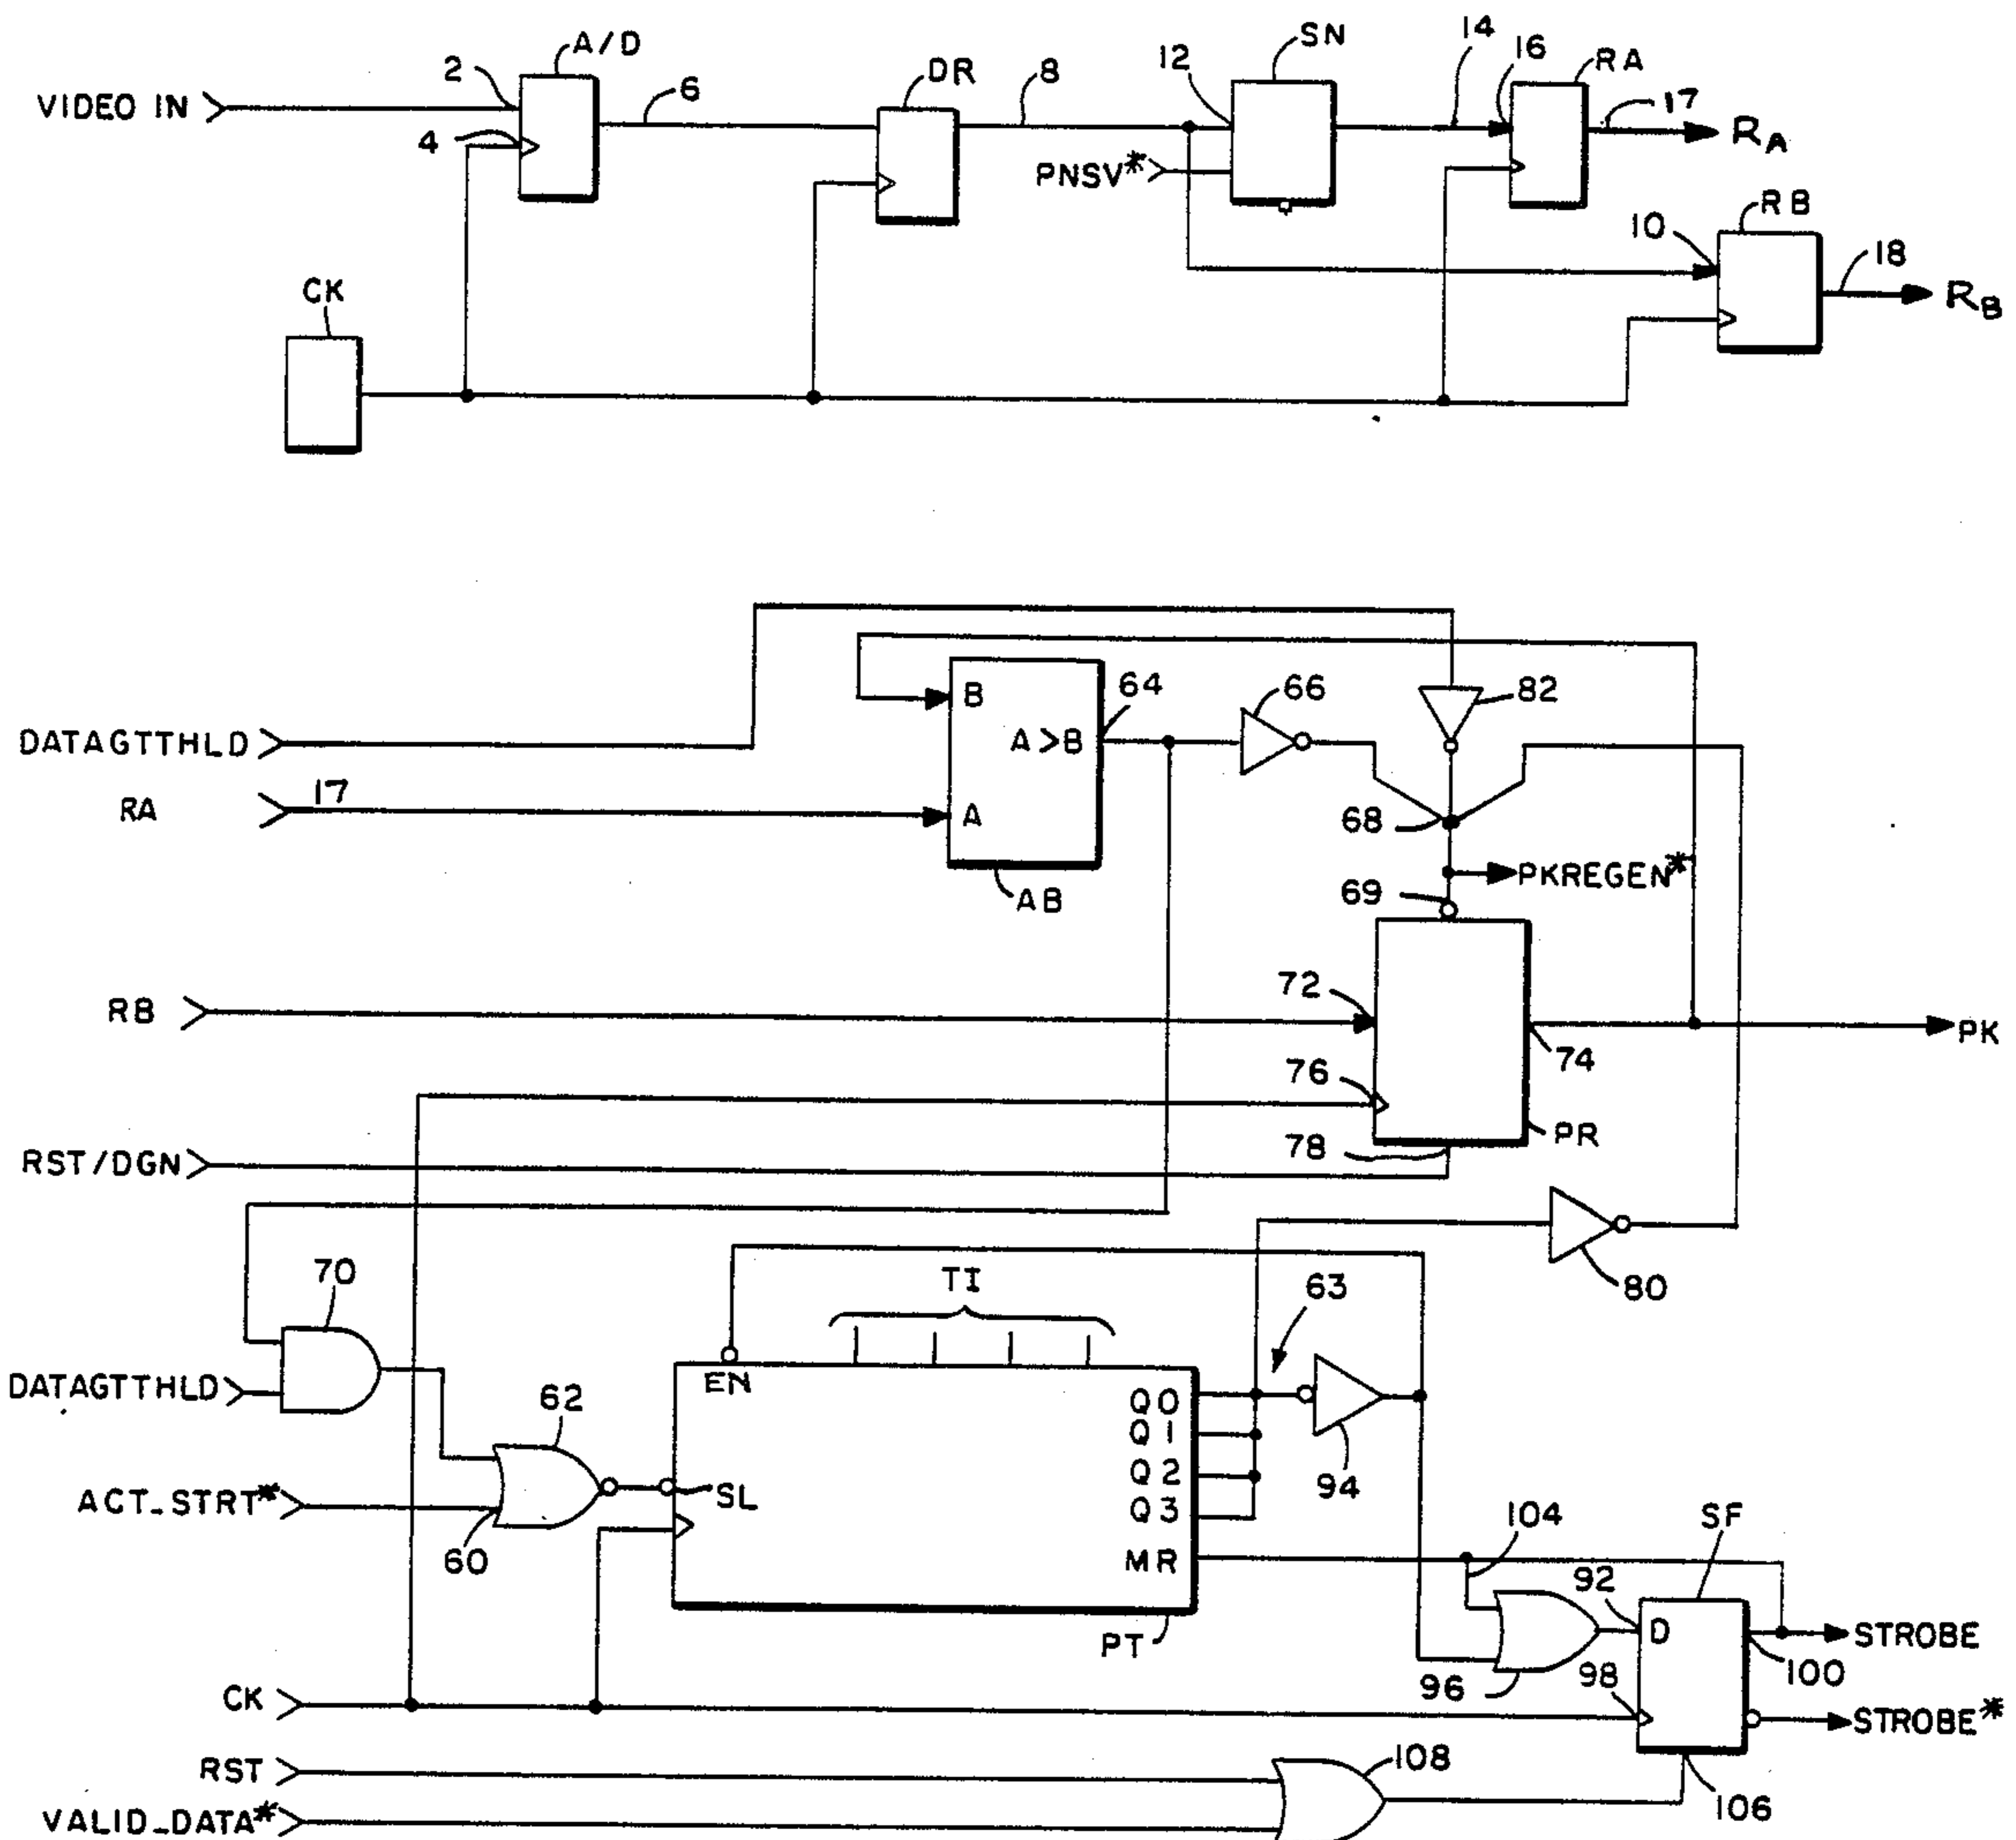 A/D
SN
14
16
RA
2
DR
8
12
VIDEO IN
6
17
RA
4
PNSV*
RB
10
18
CK
RB
B
64
66
82
DATAGTTHLD
A>B
RA
17
A
68
PKREGEN*
69
AB
72
RB
PK
74
76
PR
RST/DGN
78
70
TI
63
80
DATAGTTHLD
EN
62
Q0
Q1
Q2
94
ACT_STRT*
SL
Q3
104
SF
60
MR
92
PT
D
STROBE
100
CK
96
98
STROBE*
RST
108
VALID_DATA*
106